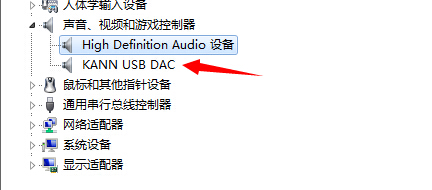 人体学输入设备
声音、视频和游戏控制器
High Definition Audio 设备
KANN USB DAC
鼠标和其他指针设备
通用串行总线控制器
网络适配器
系统设备
显示适配器